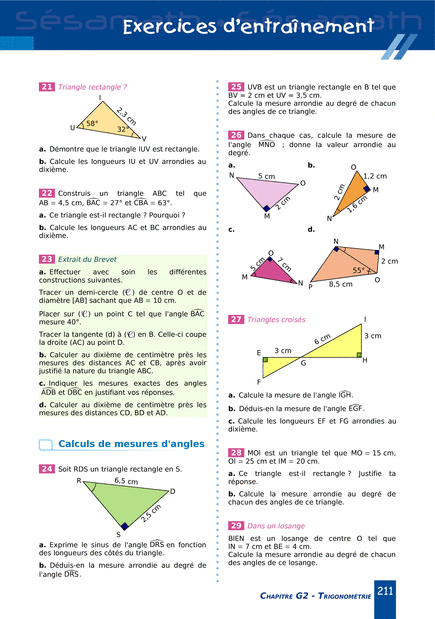 Sésamath
Exercices d'entraînement
21 Triangle rectangle ?
I
2,3 cm
U
58°
32°
V
a. Démontre que le triangle IUV est rectangle.
b. Calcule les longueurs IU et UV arrondies au
dixième.
22 Construis un triangle ABC tel que
AB = 4,5 cm, BAC = 27° et CBA = 63°.
a. Ce triangle est-il rectangle ? Pourquoi ?
b. Calcule les longueurs AC et BC arrondies au
dixième.
23 Extrait du Brevet
a. Effectuer avec soin les différentes
constructions suivantes.
Tracer un demi-cercle (C) de centre O et de
diamètre [AB] sachant que AB = 10 cm.
Placer sur (C) un point C tel que l'angle BAC
mesure 40°.
Tracer la tangente (d) à (C) en B. Celle-ci coupe
la droite (AC) au point D.
b. Calculer au dixième de centimètre près les
mesures des distances AC et CB, après avoir
justifié la nature du triangle ABC.
c. Indiquer les mesures exactes des angles
ADB et DBC en justifiant vos réponses.
d. Calculer au dixième de centimètre près les
mesures des distances CD, BD et AD.
Calculs de mesures d'angles
24 Soit RDS un triangle rectangle en S.
R
6,5 cm
D
2,5 cm
S
a. Exprime le sinus de l'angle DRS en fonction
des longueurs des côtés du triangle.
b. Déduis-en la mesure arrondie au degré de
l'angle DRS.
25 UVB est un triangle rectangle en B tel que
BV = 2 cm et UV = 3,5 cm.
Calcule la mesure arrondie au degré de chacun
des angles de ce triangle.
26 Dans chaque cas, calcule la mesure de
l'angle MNO ; donne la valeur arrondie au
degré.
a.
N
5 cm
O
2 cm
M
b.
O
1,2 cm
2 cm
M
1,6 cm
N
c.
O
5 cm
7 cm
M
N
d.
N
M
2 cm
55°
O
P
8,5 cm
27 Triangles croisés
I
6 cm
3 cm
E
3 cm
G
H
F
a. Calcule la mesure de l'angle IGH.
b. Déduis-en la mesure de l'angle EGF.
c. Calcule les longueurs EF et FG arrondies au
dixième.
28 MOI est un triangle tel que MO = 15 cm,
OI = 25 cm et IM = 20 cm.
a. Ce triangle est-il rectangle ? Justifie ta
réponse.
b. Calcule la mesure arrondie au degré de
chacun des angles de ce triangle.
29 Dans un losange
BIEN est un losange de centre O tel que
IN = 7 cm et BE = 4 cm.
Calcule la mesure arrondie au degré de chacun
des angles de ce losange.
CHAPITRE G2 - TRIGONOMÉTRIE 211